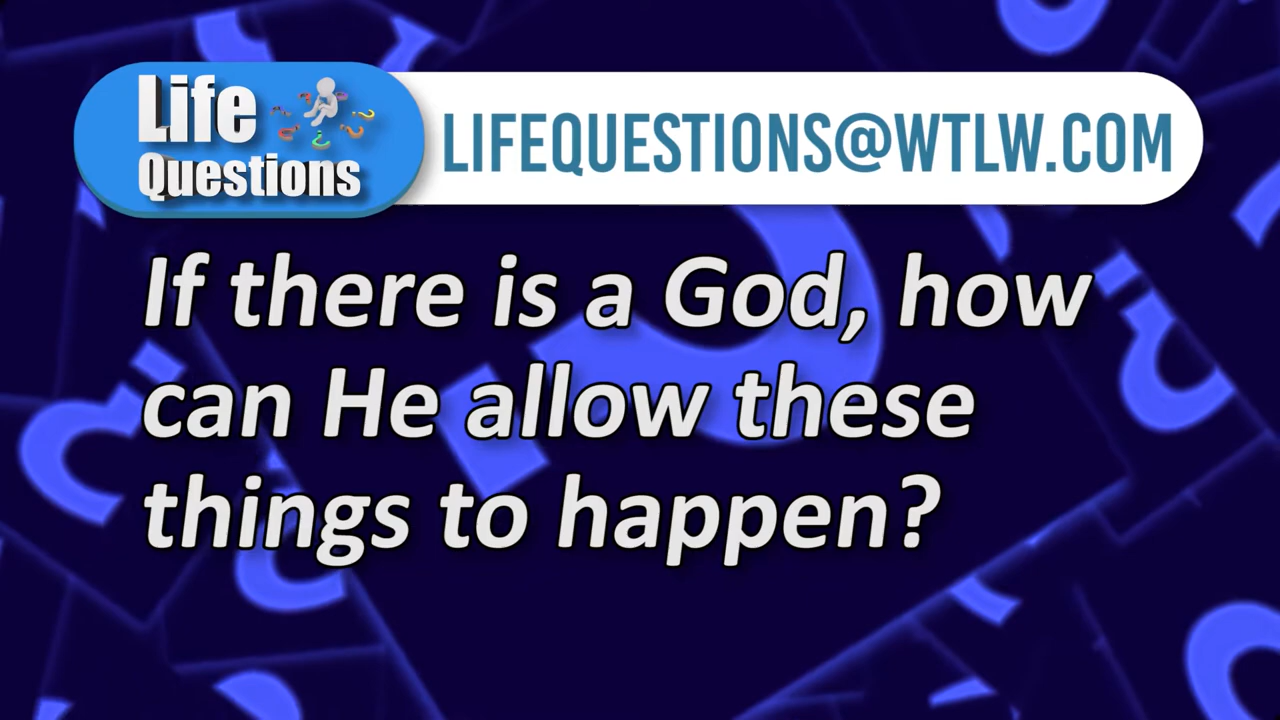 Life
Questions
LIFEQUESTIONS@WTLW.COM
If there is a God, how
can He allow these
things to happen?